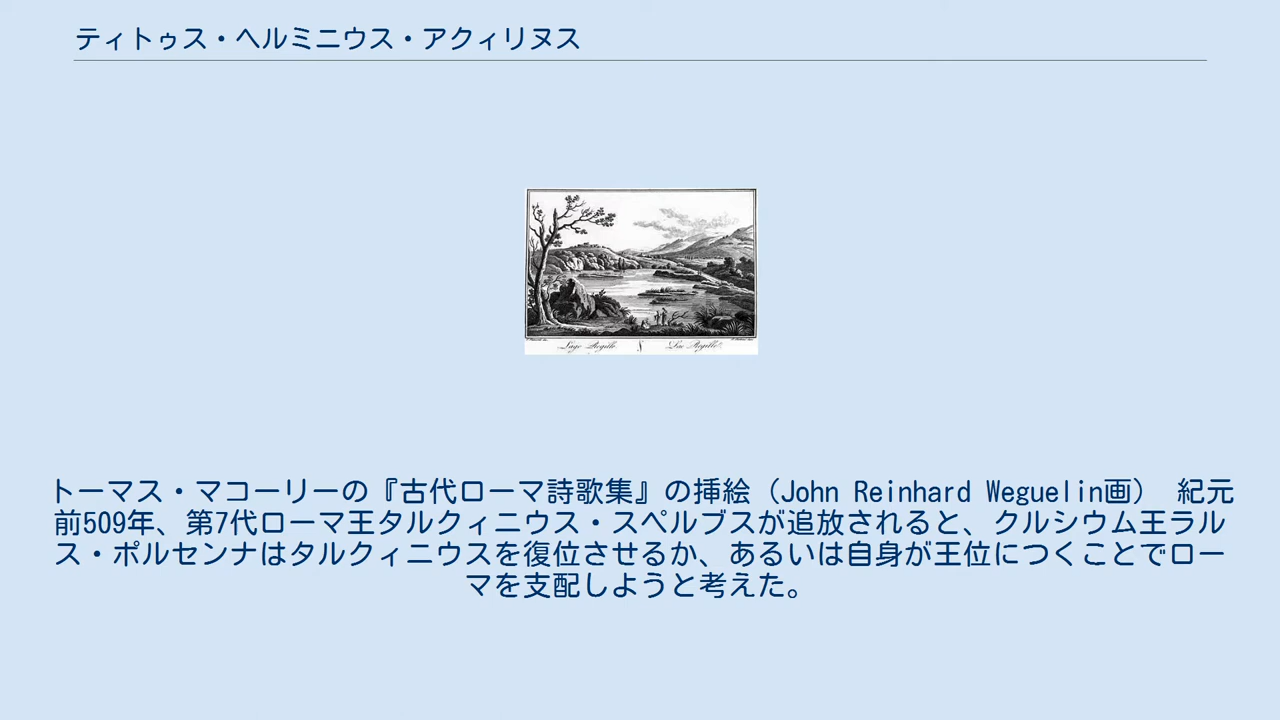 ティトゥス・ヘルミニウス・アクィリヌス
Lago Regillo
Lac Regille
トーマス・マコーリーの『古代ローマ詩歌集』の挿絵（John Reinhard Weguelin画） 紀元
前509年、第7代ローマ王タルクィニウス・スペルブスが追放されると、クルシウム王ラル
ス・ポルセンナはタルクィニウスを復位させるか、あるいは自身が王位につくことでロー
マを支配しようと考えた。